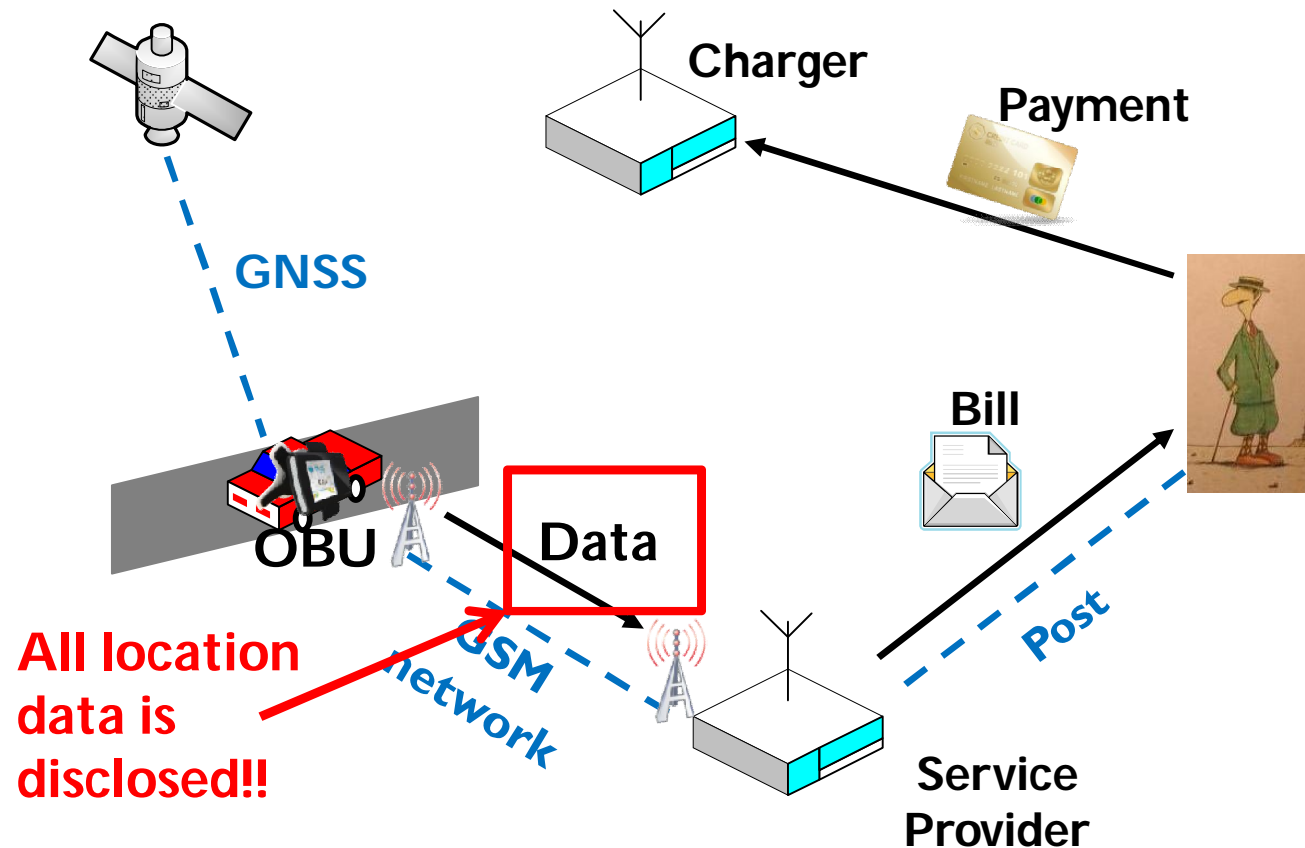 Charger
Payment
GNSS
Bill
OBU
Data
Post
GSM
network
All location
data is
disclosed!!
Service
Provider